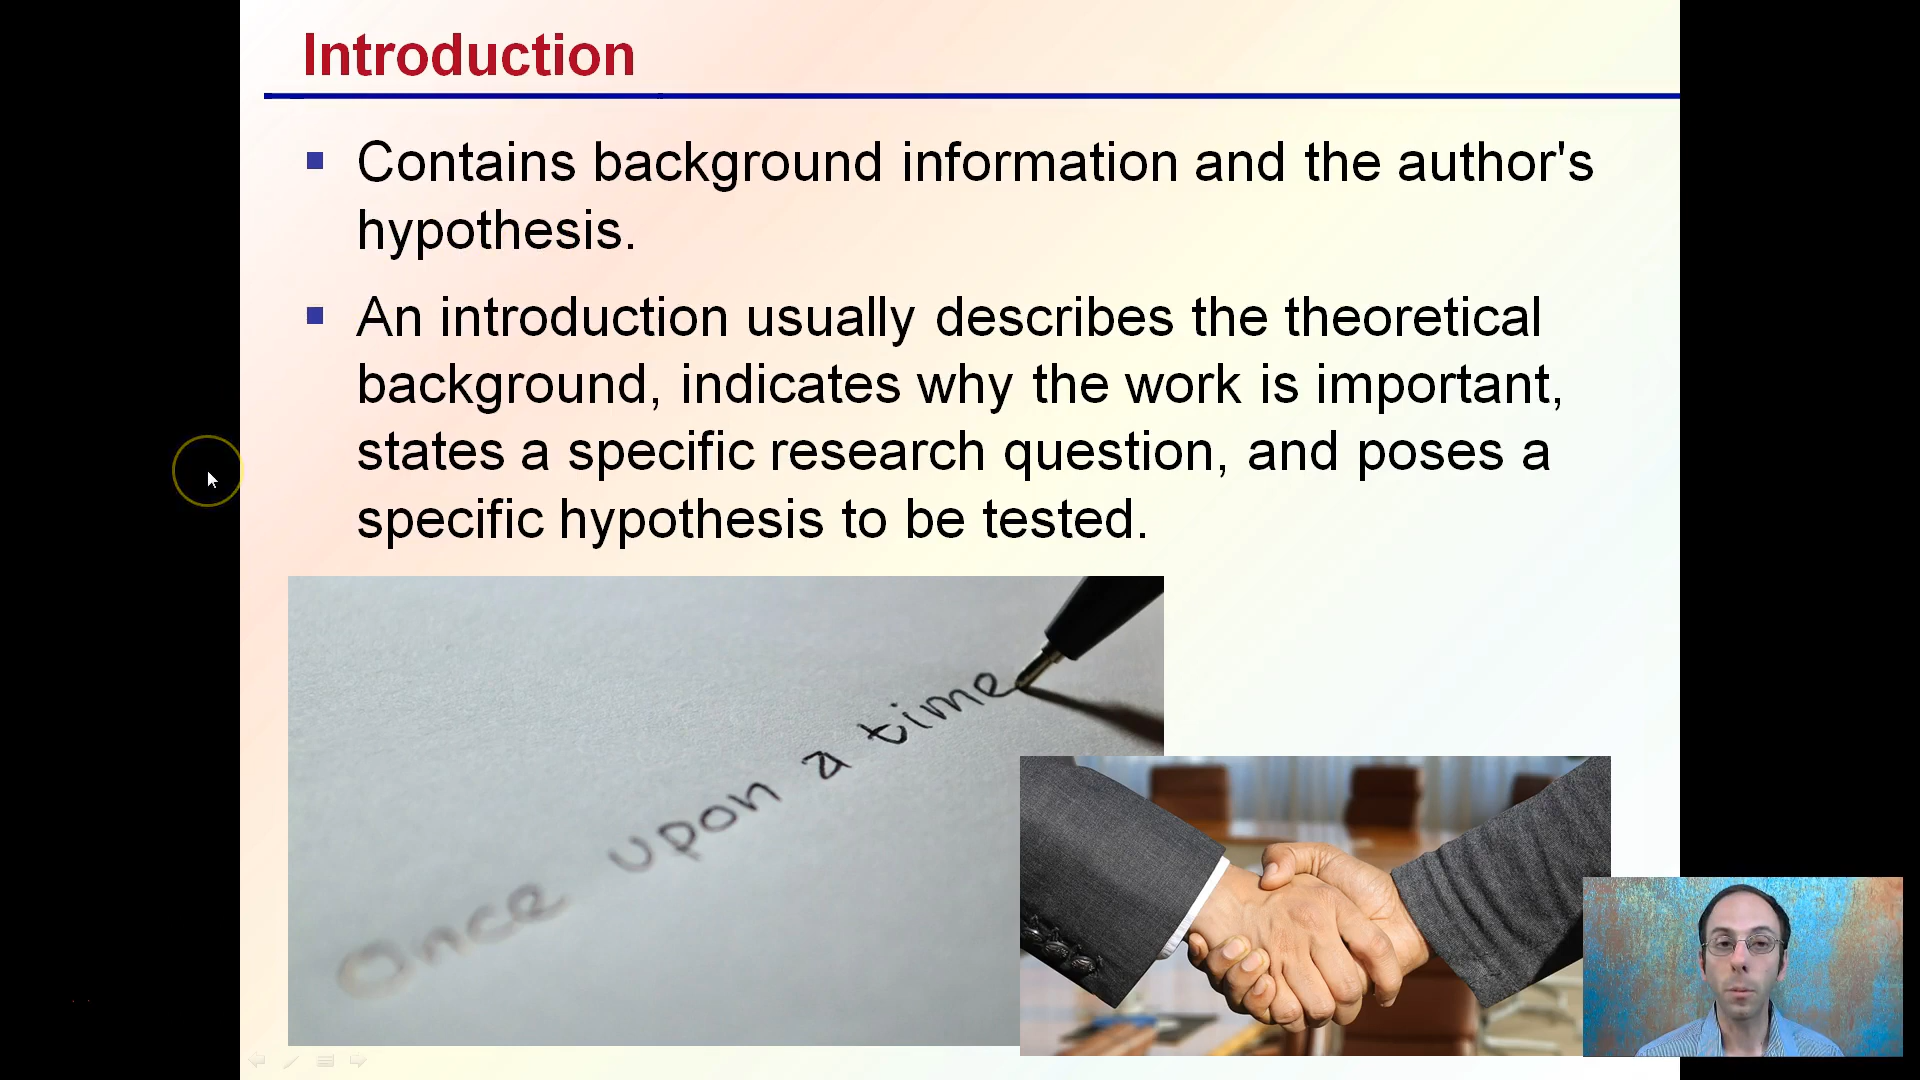 Introduction
Contains background information and the author's
hypothesis.
An introduction usually describes the theoretical
background, indicates why the work is important,
states a specific research question, and poses a
specific hypothesis to be tested.
Once upon a time